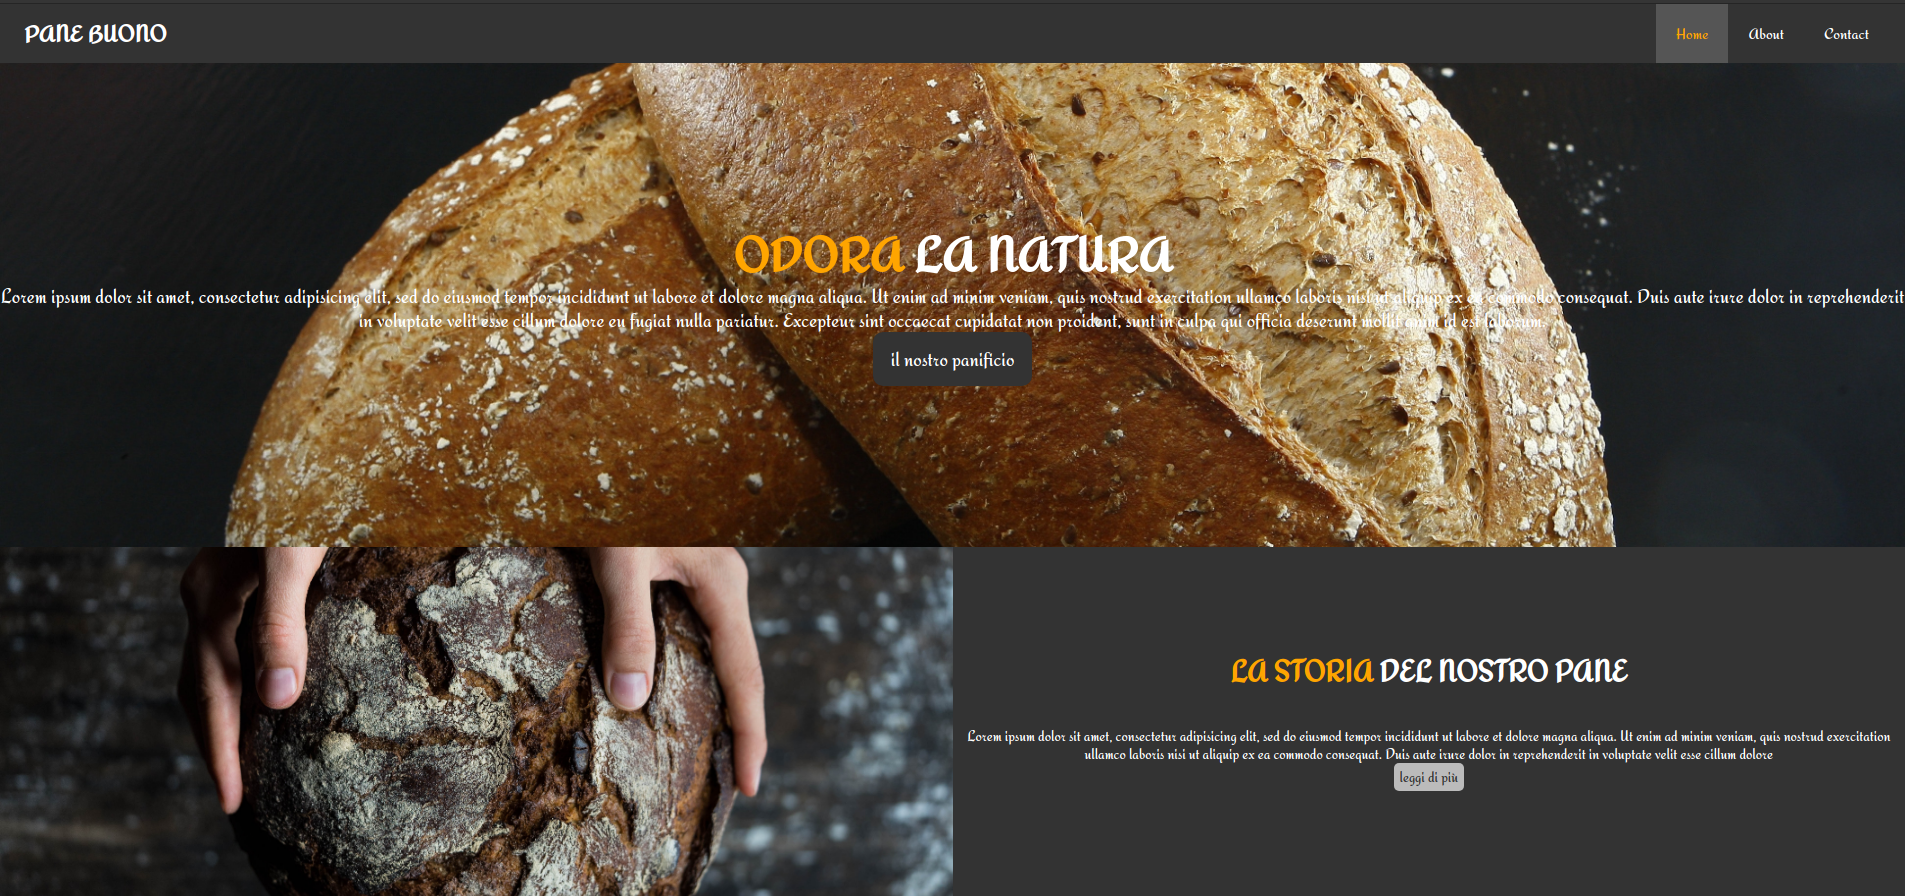 PANE BUONO
Home About Contact
ODORA LA NATURA
Lorem ipsum dolor sit amet, consectetur adipisicing elit, sed do eiusmod tempor incididunt ut labore et dolore magna aliqua. Ut enim ad minim veniam, quis nostrud exercitation ullamco laboris nisi ut aliquip ex ea commodo consequat. Duis aute irure dolor in reprehenderit
in voluptate velit esse cillum dolore eu fugiat nulla pariatur. Excepteur sint occaecat cupidatat non proident, sunt in culpa qui officia deserunt mollit anim id est laborum.
il nostro panificio
LA STORIA DEL NOSTRO PANE
Lorem ipsum dolor sit amet, consectetur adipisicing elit, sed do eiusmod tempor incididunt ut labore et dolore magna aliqua. Ut enim ad minim veniam, quis nostrud exercitation
ullamco laboris nisi ut aliquip ex ea commodo consequat. Duis aute irure dolor in reprehenderit in voluptate velit esse cillum dolore
leggi di più